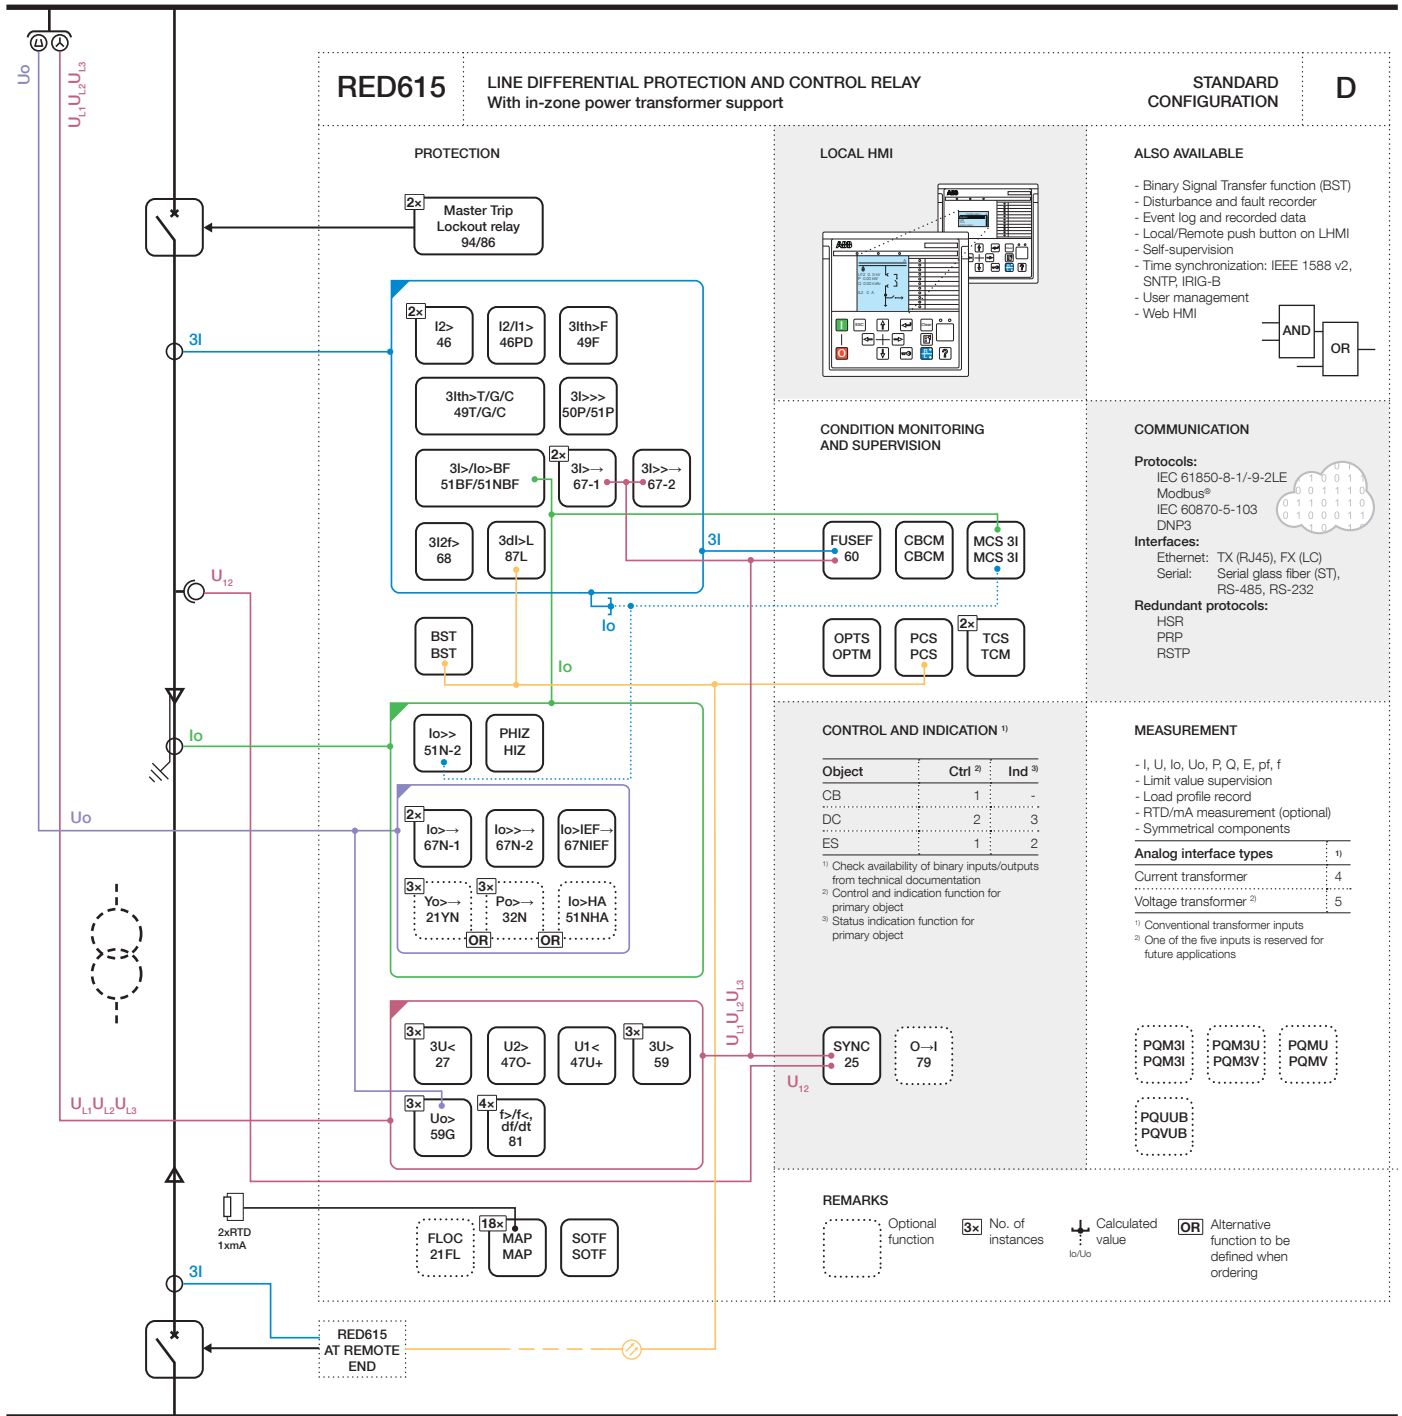 Uo
UL1UL2UL3
RED615
LINE DIFFERENTIAL PROTECTION AND CONTROL RELAY
With in-zone power transformer support
STANDARD
CONFIGURATION
D
PROTECTION
2×
Master Trip
Lockout relay
94/86
3I
2×
I2>
46
I2/I1>
46PD
3Ith>F
49F
3Ith>T/G/C
49T/G/C
3I>>>
50P/51P
3I>/Io>BF
51BF/51NBF
2×
3I>→
67-1
3I>>→
67-2
3I2f>
68
3dI>L
87L
3I
U12
Io
BST
BST
Io
Io
Io>>
51N-2
PHIZ
HIZ
Uo
2×
Io>→
67N-1
Io>>→
67N-2
Io>IEF→
67NIEF
3×
Yo>→
21YN
3×
Po>→
32N
Io>HA
51NHA
OR
OR
UL1UL2UL3
3×
3U<
27
U2>
47O-
U1<
47U+
3×
3U>
59
UL1UL2UL3
3×
Uo>
59G
4×
f>/f<,
df/dt
81
2xRTD
1xmA
FLOC
21FL
18×
MAP
MAP
SOTF
SOTF
3I
RED615
AT REMOTE
END
LOCAL HMI
ABB
ABB
CONDITION MONITORING
AND SUPERVISION
FUSEF
60
CBCM
CBCM
MCS 3I
MCS 3I
OPTS
OPTM
PCS
PCS
2×
TCS
TCM
CONTROL AND INDICATION 1)
Object Ctrl 2) Ind 3)
CB 1 -
DC 2 3
ES 1 2
1) Check availability of binary inputs/outputs
from technical documentation
2) Control and indication function for
primary object
3) Status indication function for
primary object
SYNC
25
O→I
79
U12
ALSO AVAILABLE
- Binary Signal Transfer function (BST)
- Disturbance and fault recorder
- Event log and recorded data
- Local/Remote push button on LHMI
- Self-supervision
- Time synchronization: IEEE 1588 v2,
SNTP, IRIG-B
- User management
- Web HMI
AND
OR
COMMUNICATION
Protocols:
IEC 61850-8-1/-9-2LE
Modbus®
IEC 60870-5-103
DNP3
Interfaces:
Ethernet: TX (RJ45), FX (LC)
Serial: Serial glass fiber (ST),
RS-485, RS-232
Redundant protocols:
HSR
PRP
RSTP
MEASUREMENT
- I, U, Io, Uo, P, Q, E, pf, f
- Limit value supervision
- Load profile record
- RTD/mA measurement (optional)
- Symmetrical components
Analog interface types 1)
Current transformer 4
Voltage transformer 2) 5
1) Conventional transformer inputs
2) One of the five inputs is reserved for
future applications
PQM3I
PQM3I
PQM3U
PQM3V
PQMU
PQMV
PQUUB
PQVUB
REMARKS
Optional
function
3×
No. of
instances
Io/Uo
Calculated
value
OR
Alternative
function to be
defined when
ordering